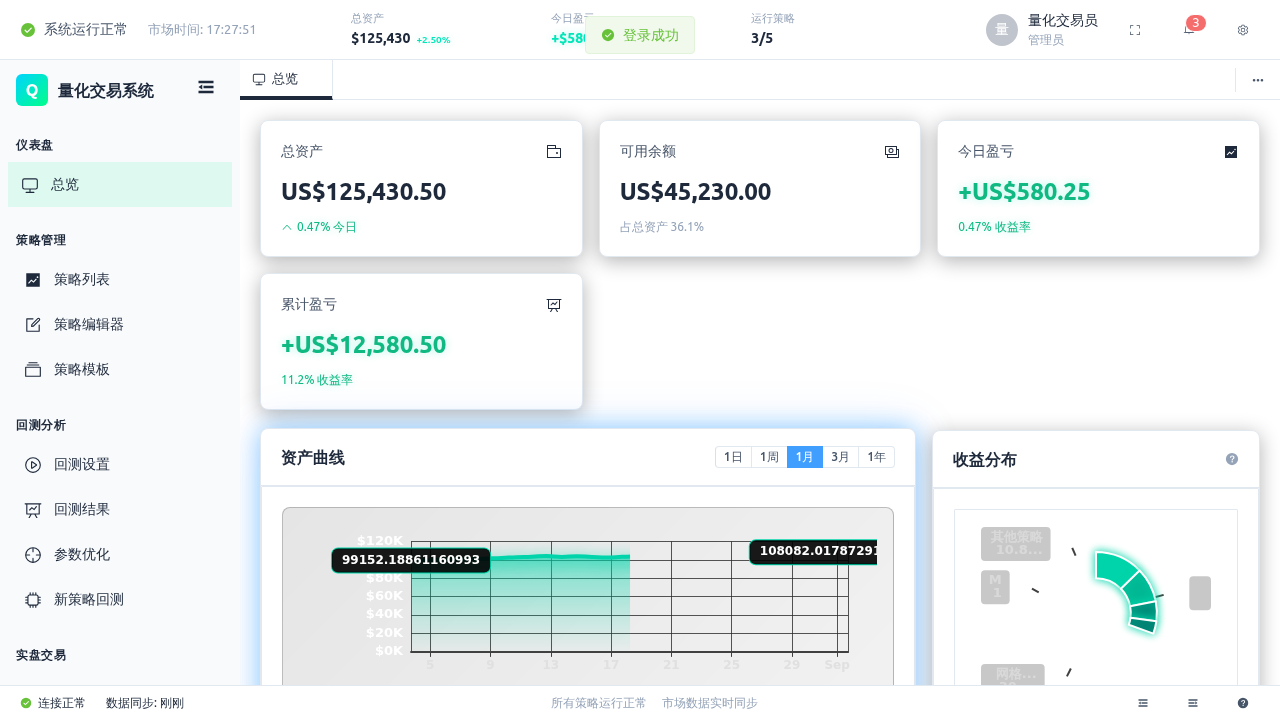 系统运行正常
市场时间: 17:27:51
总资产
$125,430 +2.50%
今日盈亏
+$58
运行策略
3/5
登录成功
量
量化交易员
管理员
3
Q
量化交易系统
仪表盘
总览
策略管理
策略列表
策略编辑器
策略模板
回测分析
回测设置
回测结果
参数优化
新策略回测
实盘交易
总览
总资产
US$125,430.50
0.47% 今日
可用余额
US$45,230.00
占总资产 36.1%
今日盈亏
+US$580.25
0.47% 收益率
累计盈亏
+US$12,580.50
11.2% 收益率
资产曲线
1日 1周 1月 3月 1年
$120K
$80K
$60K
$40K
$20K
$0K
99152.18861160993
108082.01787291
5 9 13 17 21 25 29 Sep
收益分布
其他策略
10.8...
M
1
网格...
连接正常
数据同步: 刚刚
所有策略运行正常
市场数据实时同步